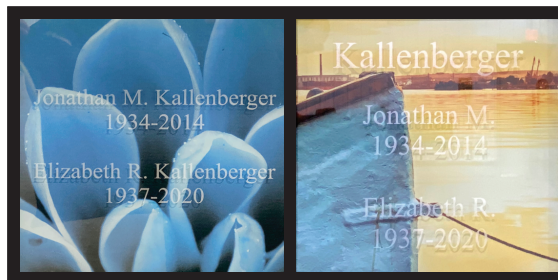 Jonathan M. Kallenberger
1934-2014
Elizabeth R. Kallenberger
1937-2020
Kallenberger
Jonathan M.
1934-2014
Elizabeth R.
1937-2020